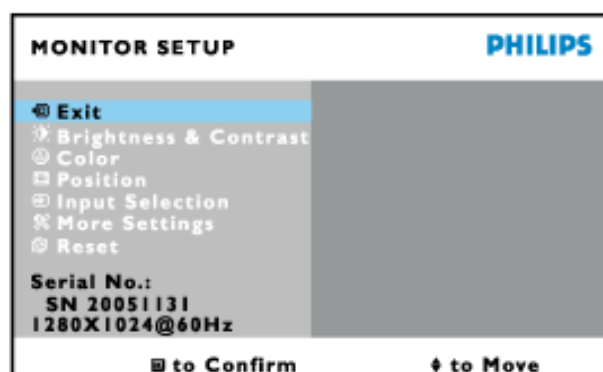 MONITOR SETUP PHILIPS
Exit
Brightness & Contrast
Color
Position
Input Selection
More Settings
Reset
Serial No.:
SN 20051131
1280X1024@60Hz
to Confirm to Move